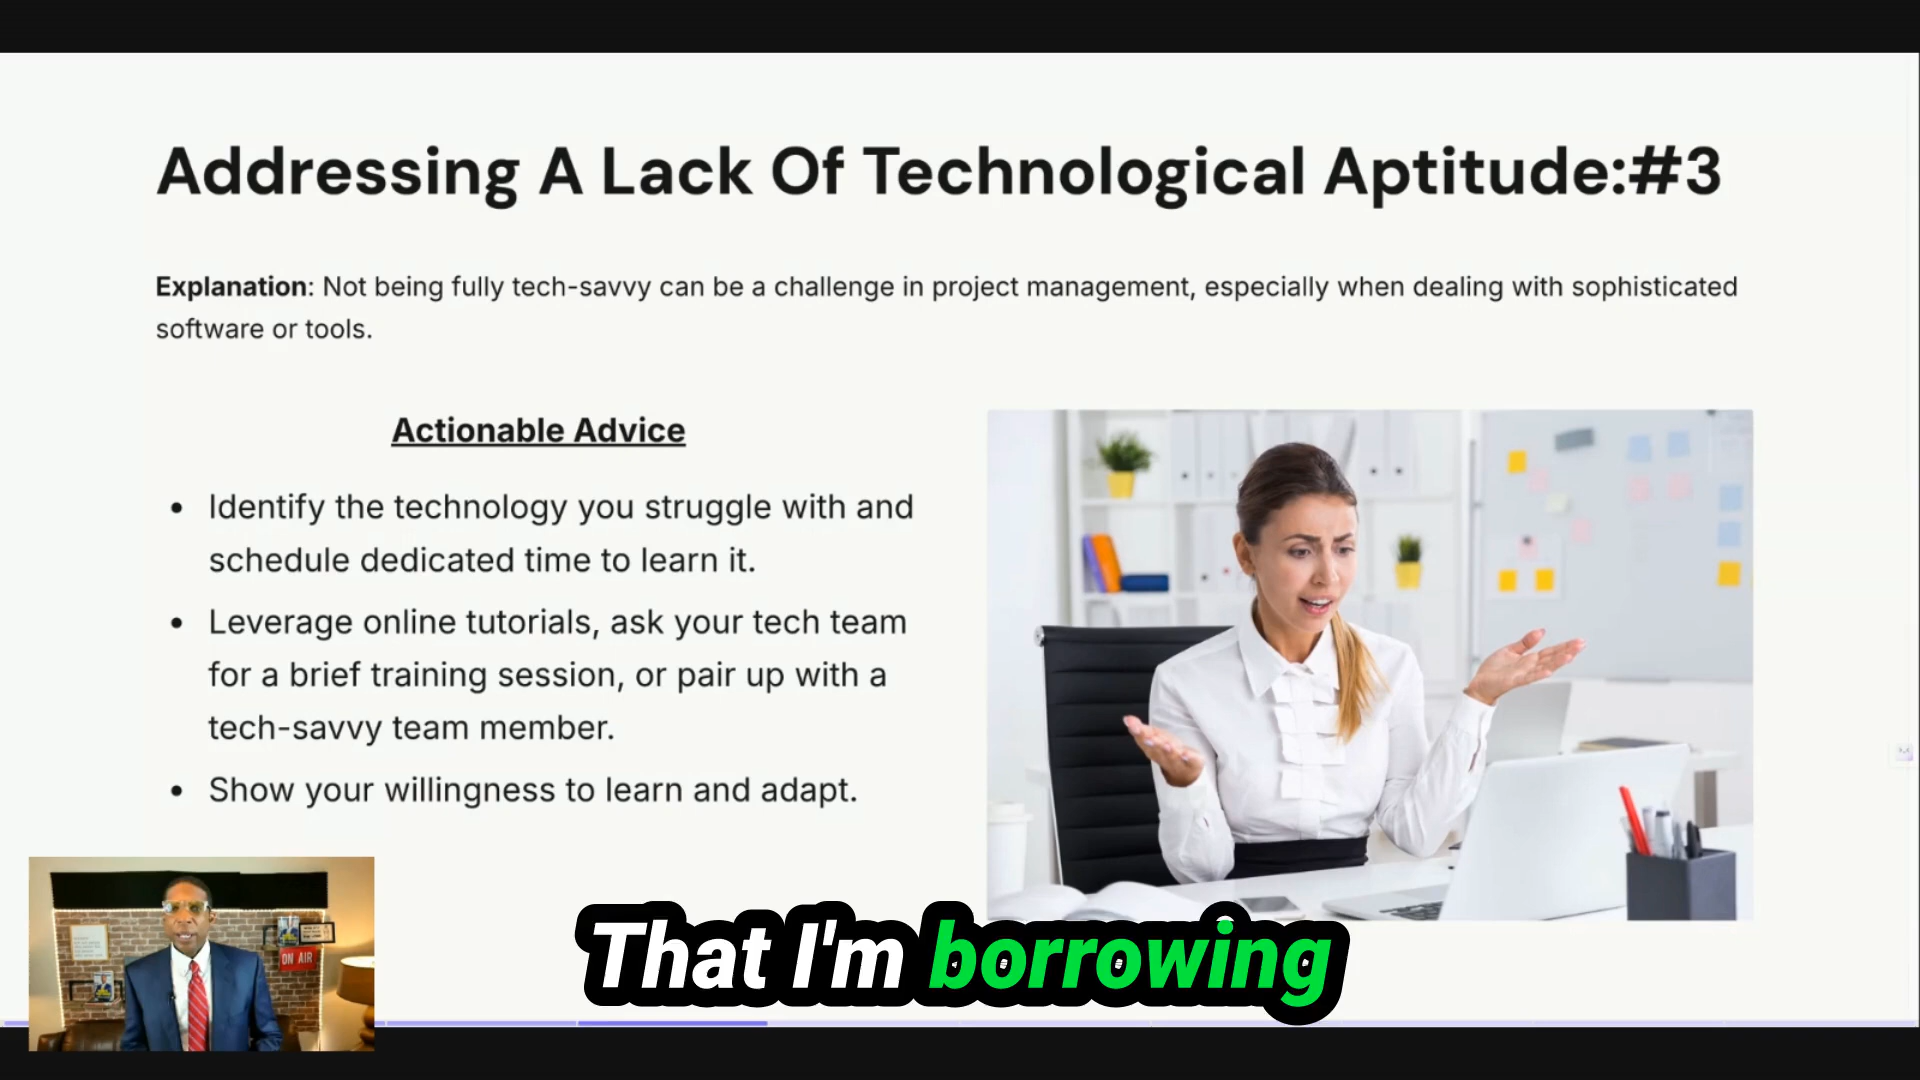 Addressing A Lack Of Technological Aptitude:#3
Explanation: Not being fully tech-savvy can be a challenge in project management, especially when dealing with sophisticated
software or tools.
Actionable Advice
• Identify the technology you struggle with and
schedule dedicated time to learn it.
• Leverage online tutorials, ask your tech team
for a brief training session, or pair up with a
tech-savvy team member.
• Show your willingness to learn and adapt.
ON AIR
That I'm borrowing